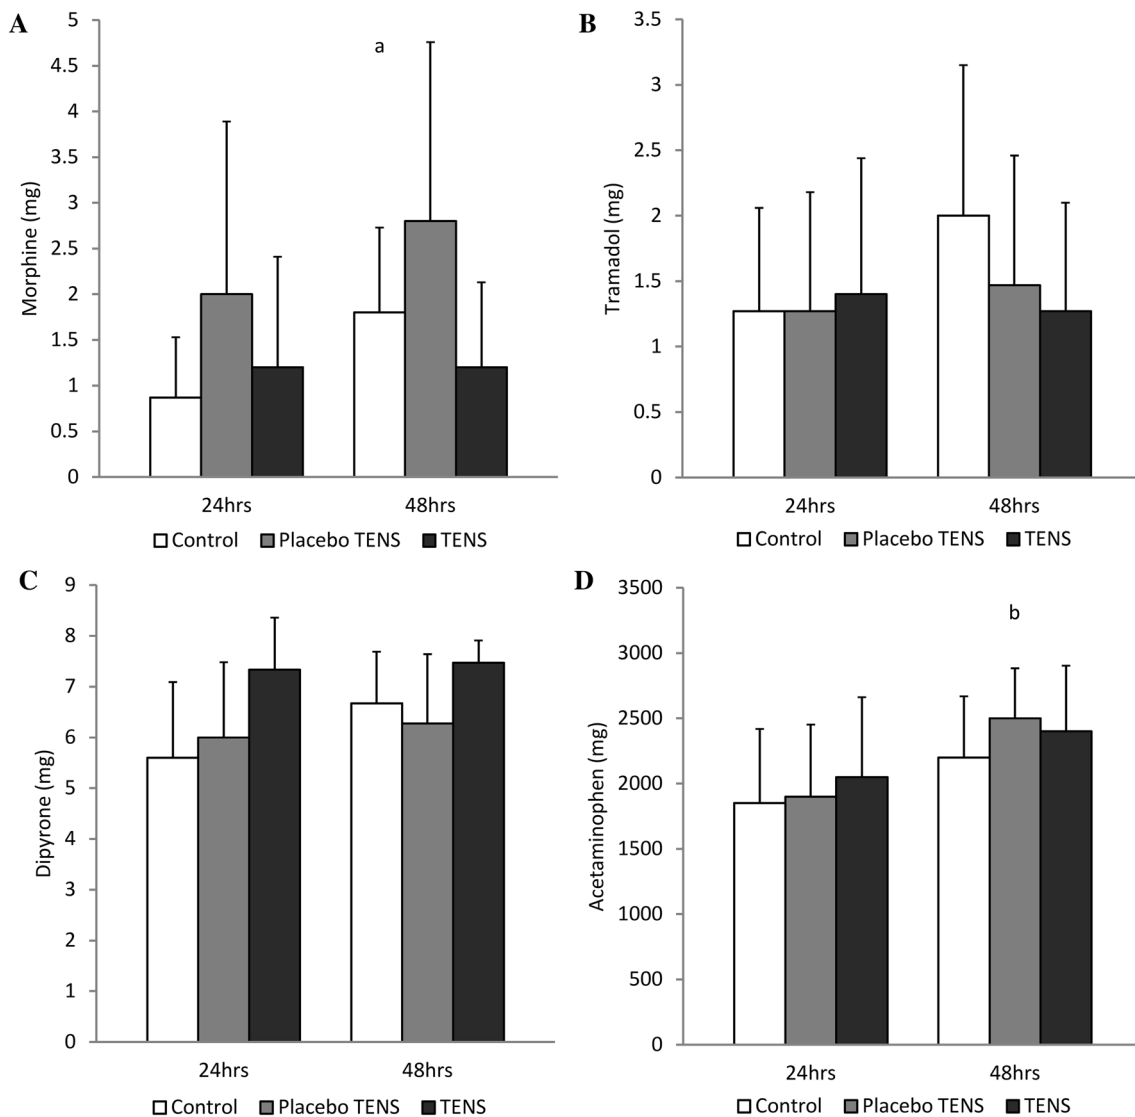 A
Morphine (mg)
5
4.5
4
3.5
3
2.5
2
1.5
1
0.5
0
a
24hrs 48hrs
Control Placebo TENS TENS
B
Tramadol (mg)
3.5
3
2.5
2
1.5
1
0.5
0
24hrs 48hrs
Control Placebo TENS TENS
C
Dipyrone (mg)
9
8
7
6
5
4
3
2
1
0
24hrs 48hrs
Control Placebo TENS TENS
D
Acetaminophen (mg)
3500
3000
2500
2000
1500
1000
500
0
b
24hrs 48hrs
Control Placebo TENS TENS